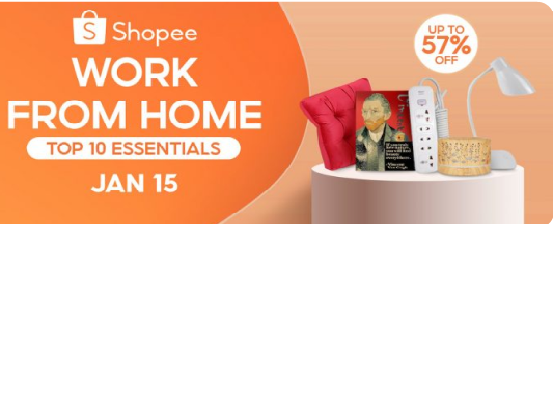 S Shopee
WORK
FROM HOME
TOP 10 ESSENTIALS
JAN 15
UP TO
57%
OFF